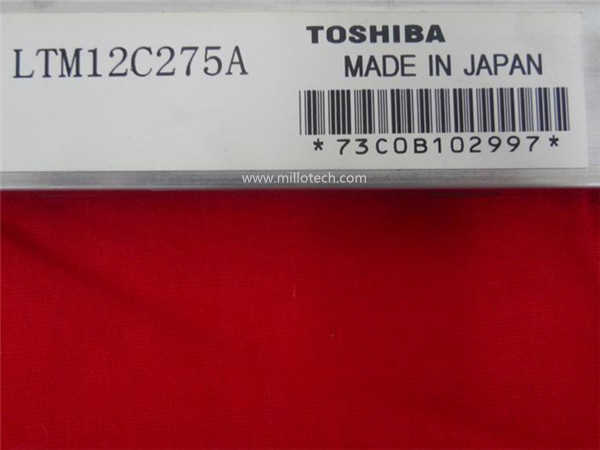 LTM12C275A
TOSHIBA
MADE IN JAPAN
*73C0B102997*
www.millotech.com